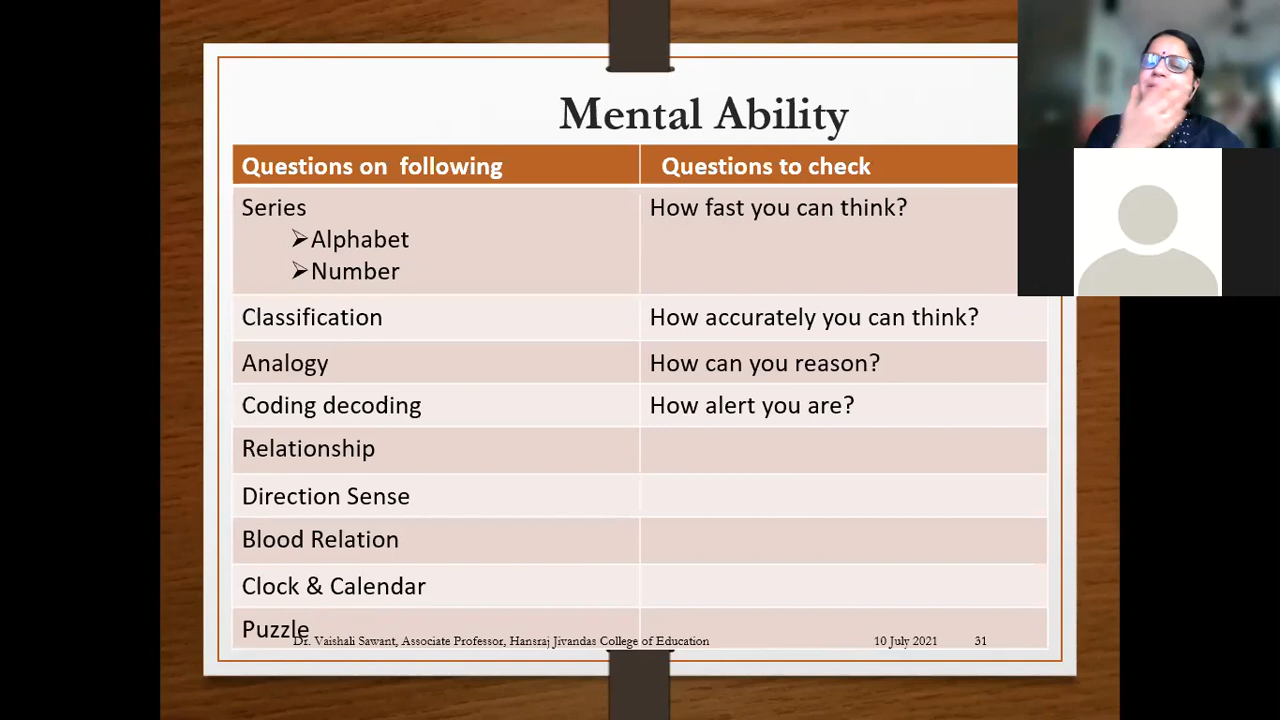 Mental Ability
Questions on  following
Questions to check
Series
How fast you can think?
➢Alphabet
➢Number
Classification
How accurately you can think?
Analogy
How can you reason?
Coding decoding
How alert you are?
Relationship
Direction Sense
Blood Relation
Clock & Calendar
Puzzle
Dr. Vaishali Sawant, Associate Professor, Hansraj Jivandas College of Education
10 July 2021
31